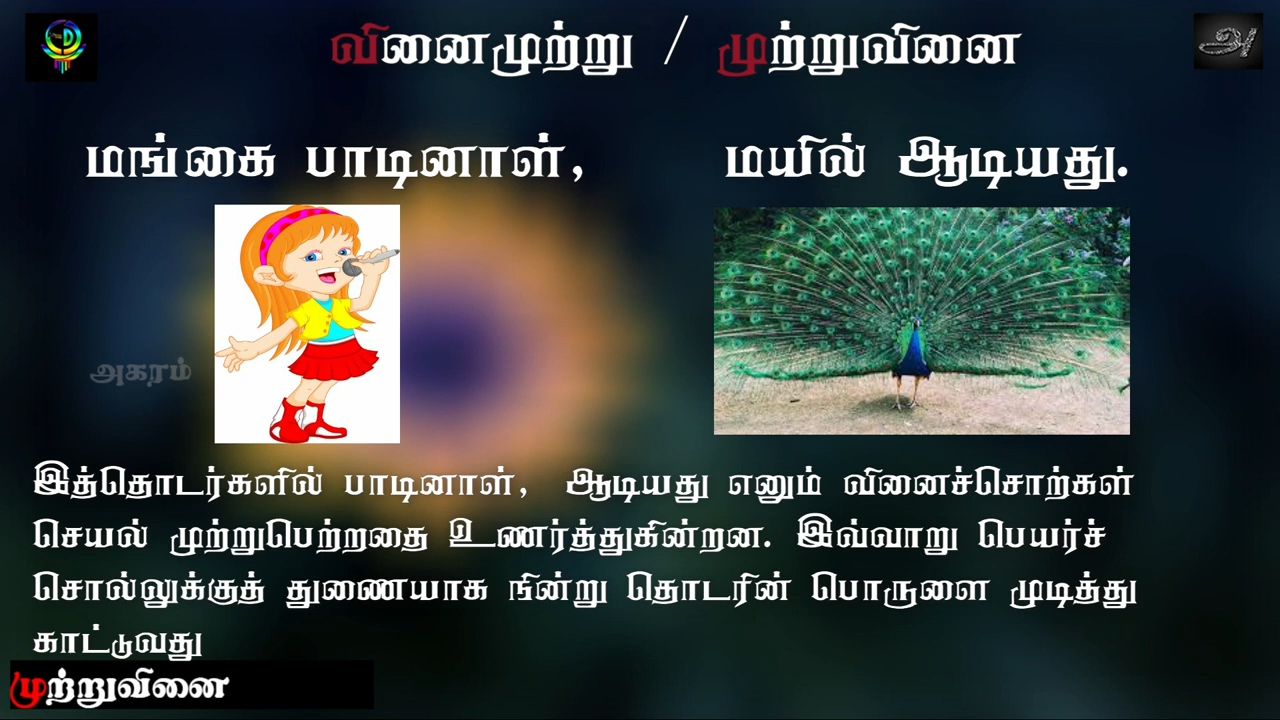 வினைமுற்று / முற்றுவினை
மங்கை பாடினாள்,
மயில் ஆடியது.
அகரம்
இத்தொடர்களில் பாடினாள், ஆடியது எனும் வினைச்சொற்கள்
செயல் முற்றுபெற்றதை உணர்த்துகின்றன. இவ்வாறு பெயர்ச்
சொல்லுக்குத் துணையாக நின்று தொடரின் பொருளை முடித்து
காட்டுவது
முற்றுவினை
அ
D